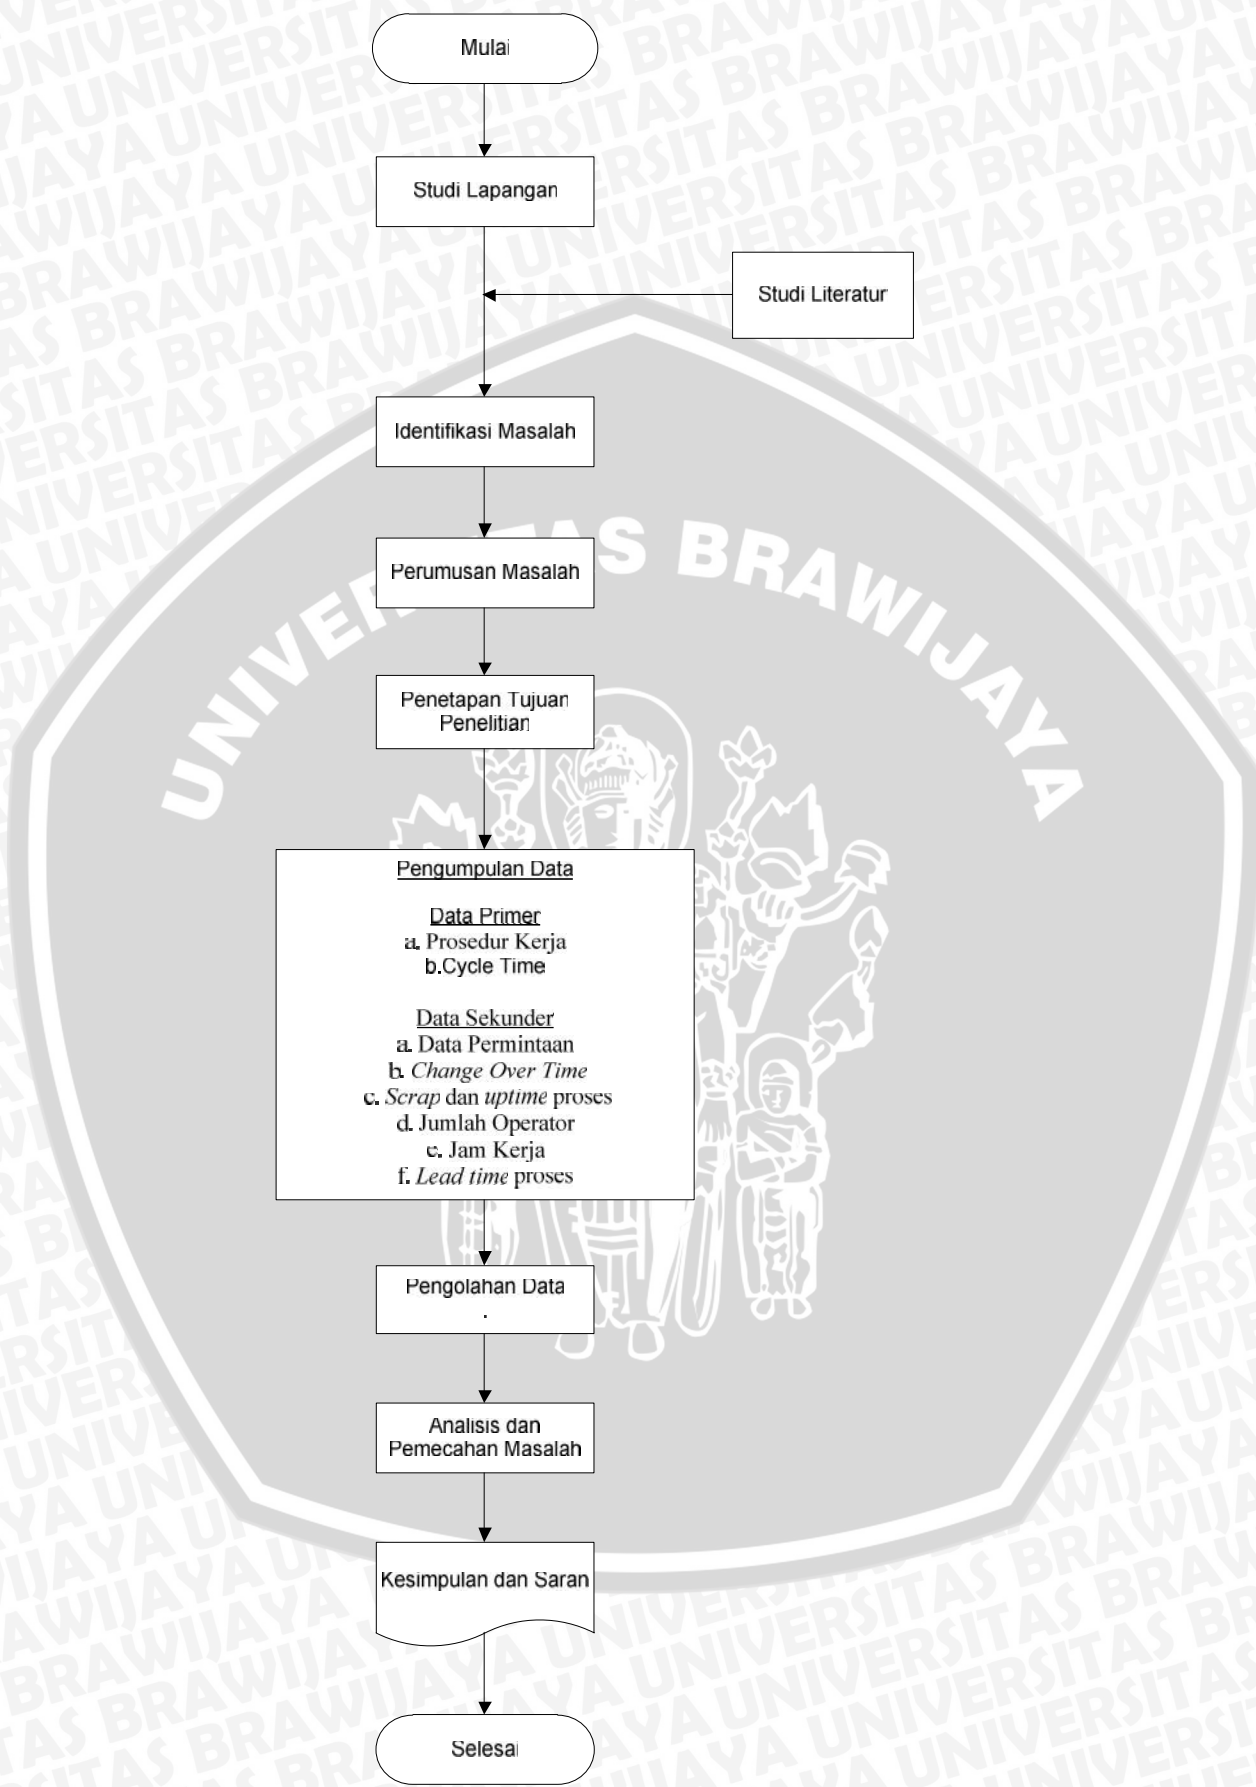 Mulai
Studi Lapangan
Studi Literatur
Identifikasi Masalah
Perumusan Masalah
Penetapan Tujuan
Penelitian
Pengumpulan Data
Data Primer
a. Prosedur Kerja
b.Cycle Time
Data Sekunder
a. Data Permintaan
b. Change Over Time
c. Scrap dan uptime proses
d. Jumlah Operator
e. Jam Kerja
f. Lead time proses
Pengolahan Data
.
Analisis dan
Pemecahan Masalah
Kesimpulan dan Saran
Selesai
UNIVERSITAS BRAWIJAYA